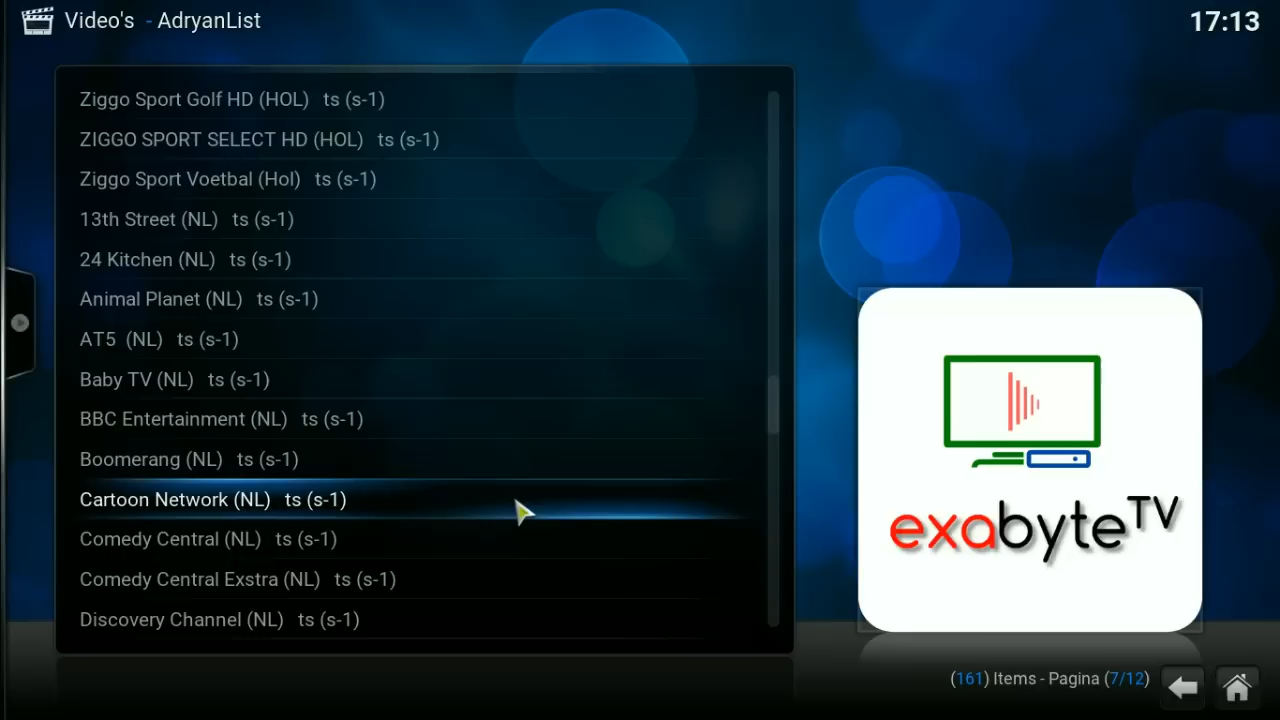 Video's - AdryanList
17:13
Ziggo Sport Golf HD (HOL) ts (s-1)
ZIGGO SPORT SELECT HD (HOL) ts (s-1)
Ziggo Sport Voetbal (Hol) ts (s-1)
13th Street (NL) ts (s-1)
24 Kitchen (NL) ts (s-1)
Animal Planet (NL) ts (s-1)
AT5 (NL) ts (s-1)
Baby TV (NL) ts (s-1)
BBC Entertainment (NL) ts (s-1)
Boomerang (NL) ts (s-1)
Cartoon Network (NL) ts (s-1)
Comedy Central (NL) ts (s-1)
Comedy Central Exstra (NL) ts (s-1)
Discovery Channel (NL) ts (s-1)
exabyteTV
(161) Items - Pagina (7/12)